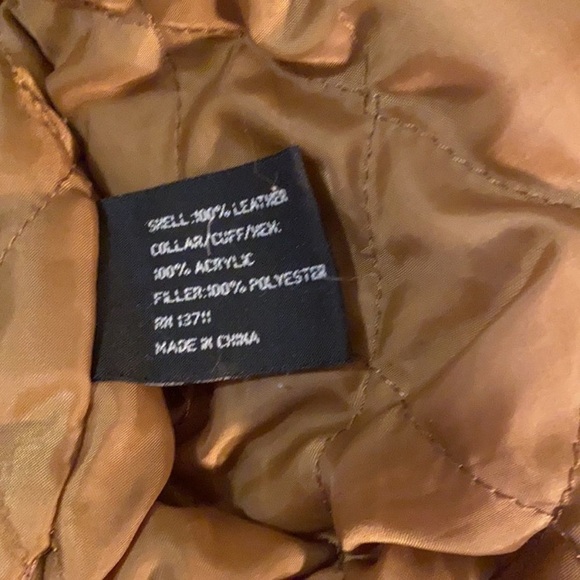 SHELL:100% LEATHER
COLLAR/CUFF/HEM:
100% ACRYLIC
FILLER:100% POLYESTER
RN 13711
MADE IN CHINA